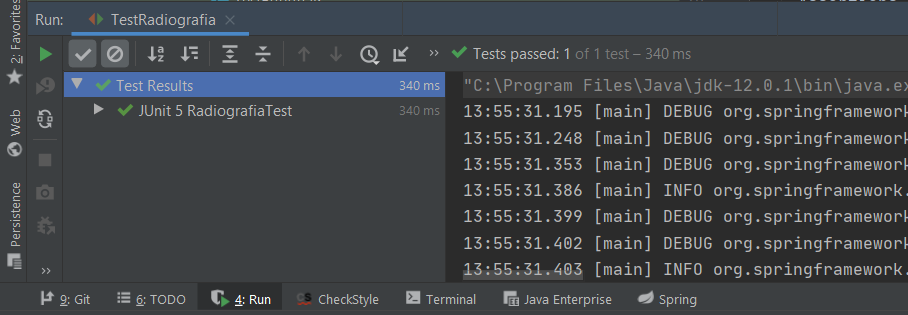 Run: TestRadiografia
Tests passed: 1 of 1 test – 340 ms
Test Results 340 ms
JUnit 5 RadiografiaTest 340 ms
"C:\Program Files\Java\jdk-12.0.1\bin\java.ex
13:55:31.195 [main] DEBUG org.springframework
13:55:31.248 [main] DEBUG org.springframework
13:55:31.353 [main] DEBUG org.springframework
13:55:31.386 [main] INFO org.springframework.
13:55:31.399 [main] DEBUG org.springframework
13:55:31.402 [main] DEBUG org.springframework
13:55:31.403 [main] INFO org.springframework.
2: Favorites
Web
Persistence
9: Git 6: TODO 4: Run CheckStyle Terminal Java Enterprise Spring